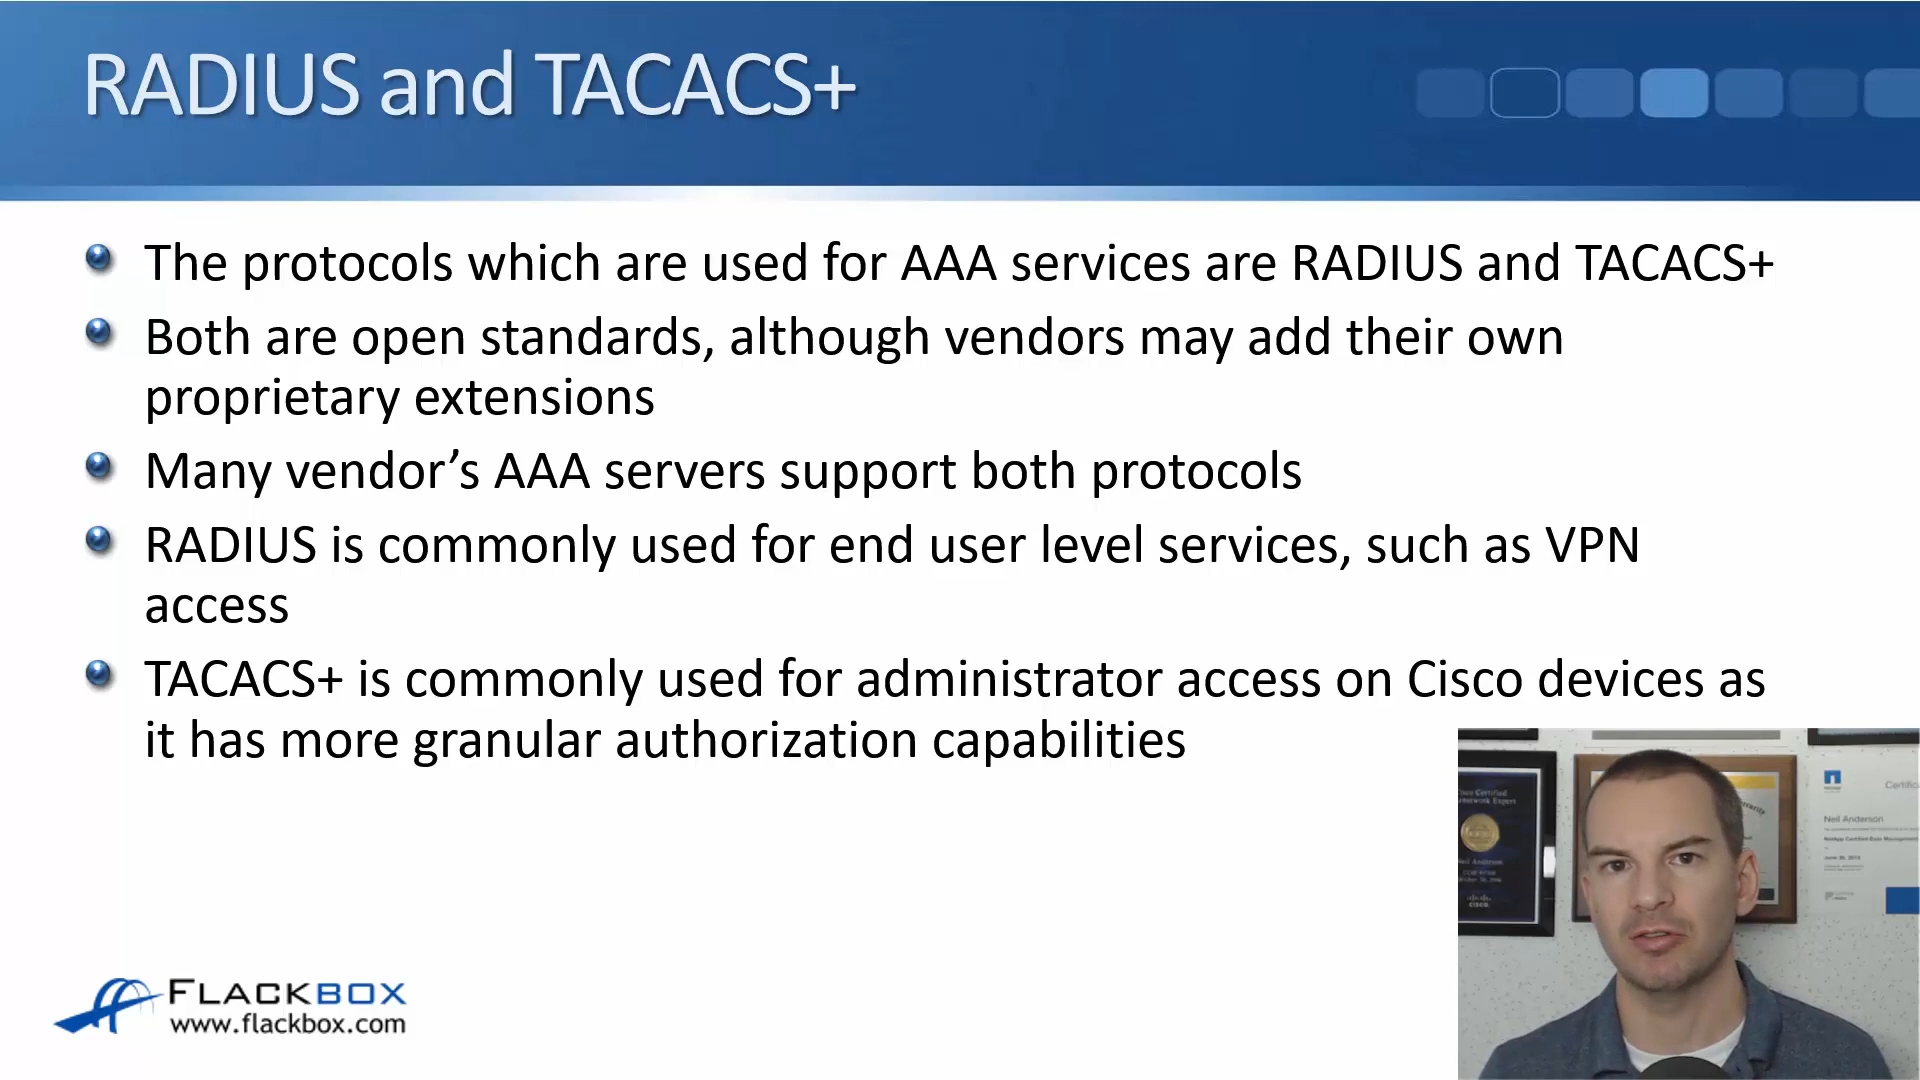 RADIUS and TACACS+
The protocols which are used for AAA services are RADIUS and TACACS+
Both are open standards, although vendors may add their own
proprietary extensions
Many vendor’s AAA servers support both protocols
RADIUS is commonly used for end user level services, such as VPN
access
TACACS+ is commonly used for administrator access on Cisco devices as
it has more granular authorization capabilities
FLACKBOX
www.flackbox.com
Neil Anderson
CISCO